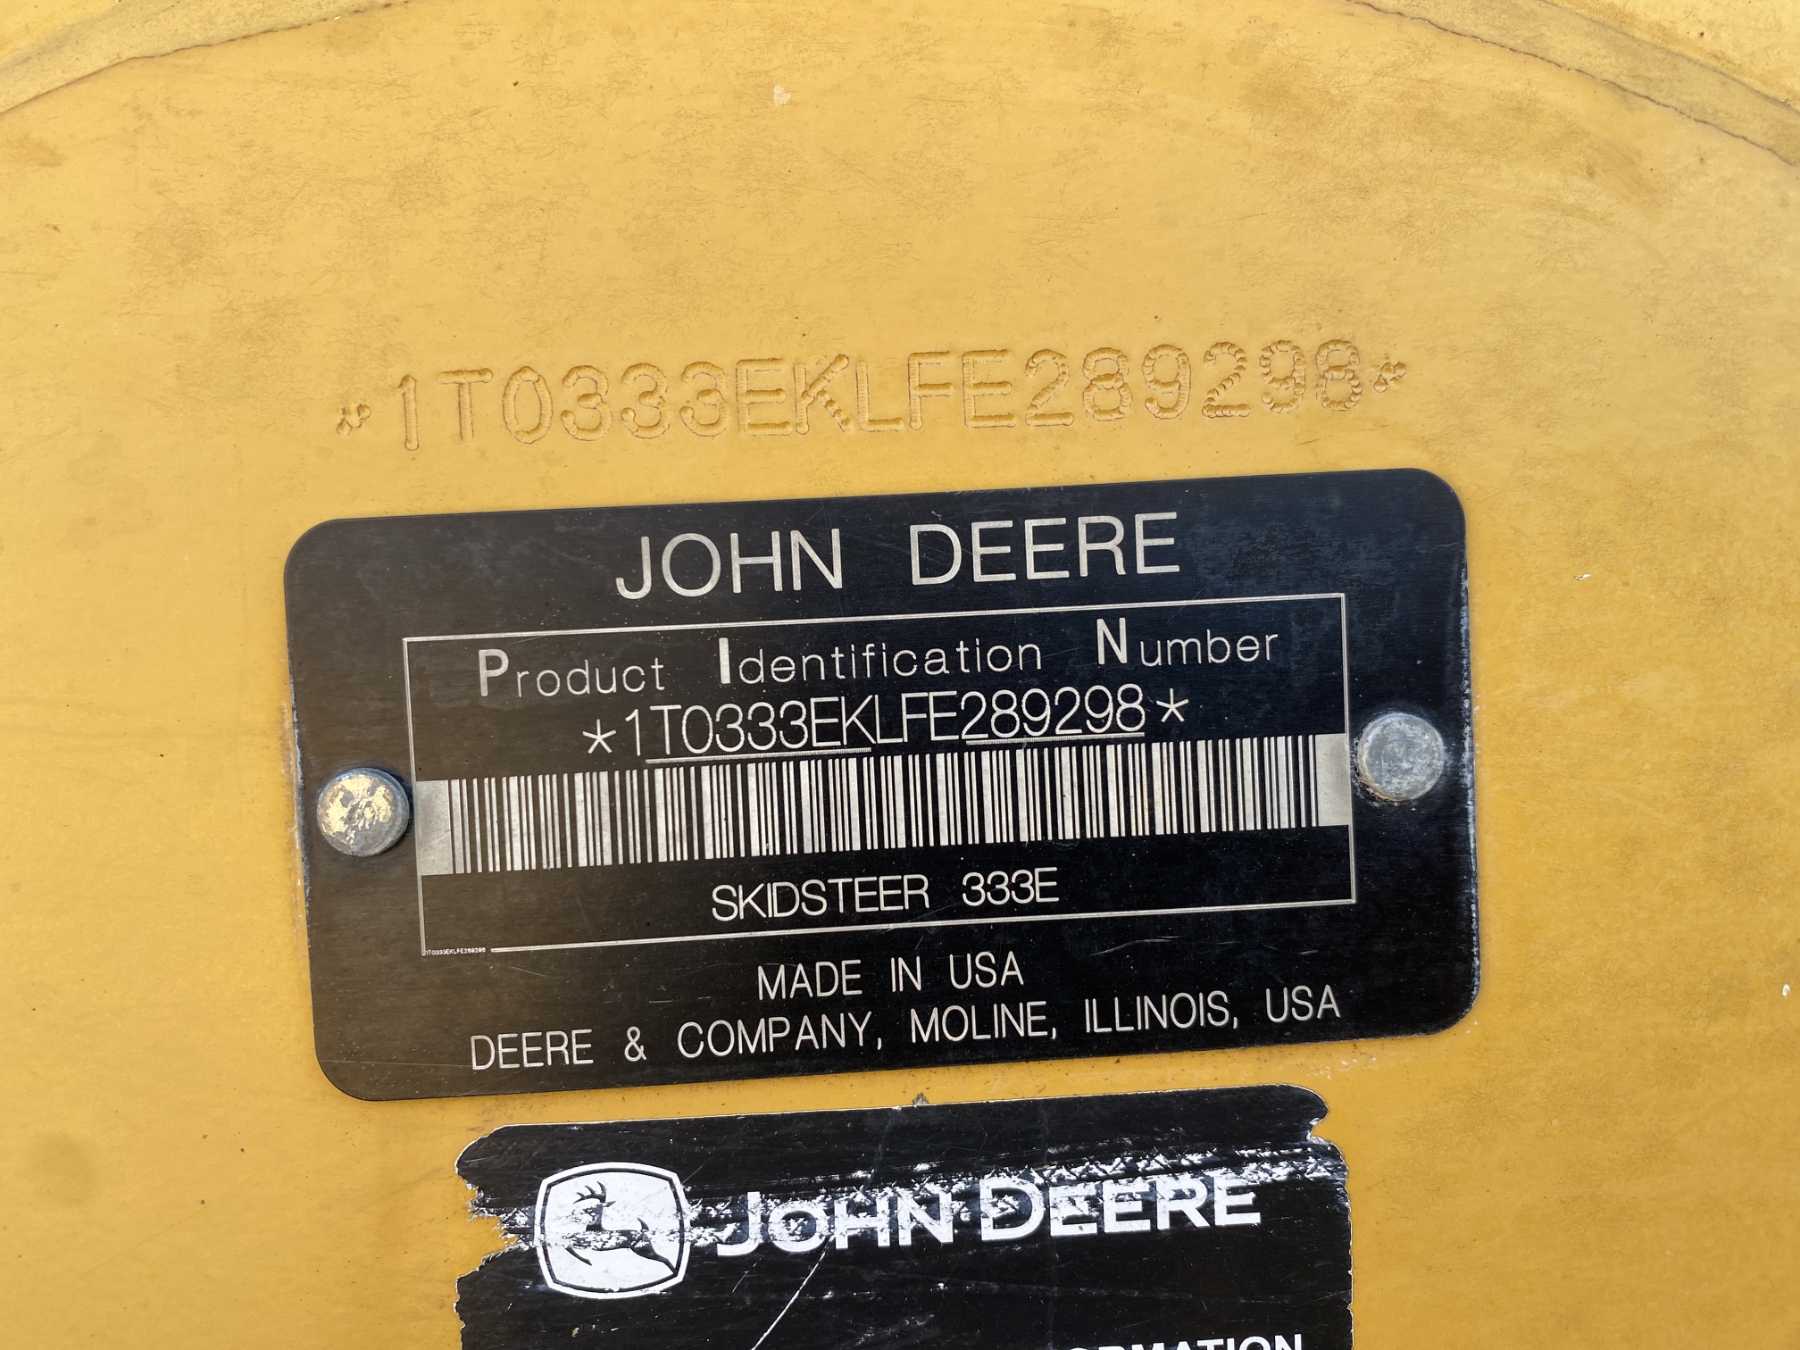 *1T0333EKLFE289298*
JOHN DEERE
Product Identification Number
*1T0333EKLFE289298*
SKIDSTEER 333E
1T0333EKLFE289298
MADE IN USA
DEERE & COMPANY, MOLINE, ILLINOIS, USA
JOHN DEERE